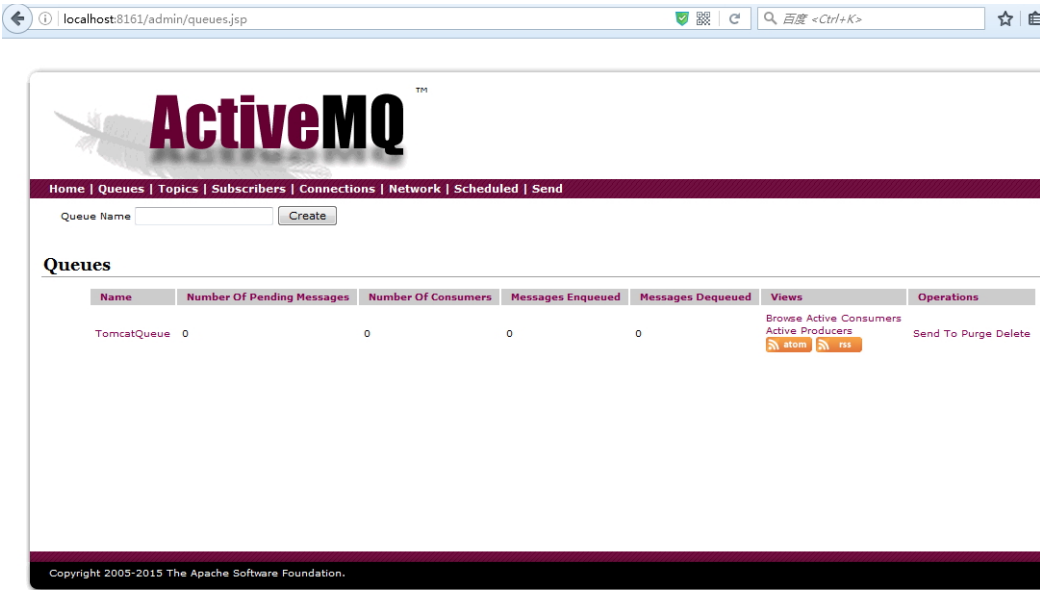 localhost:8161/admin/queues.jsp
百度 <Ctrl+K>
ActiveMQ ™
Home | Queues | Topics | Subscribers | Connections | Network | Scheduled | Send
Queue Name Create
Queues
Name Number Of Pending Messages Number Of Consumers Messages Enqueued Messages Dequeued Views Operations
TomcatQueue 0 0 0 0 Browse Active Consumers
Active Producers
atom rss
Send To Purge Delete
Copyright 2005-2015 The Apache Software Foundation.